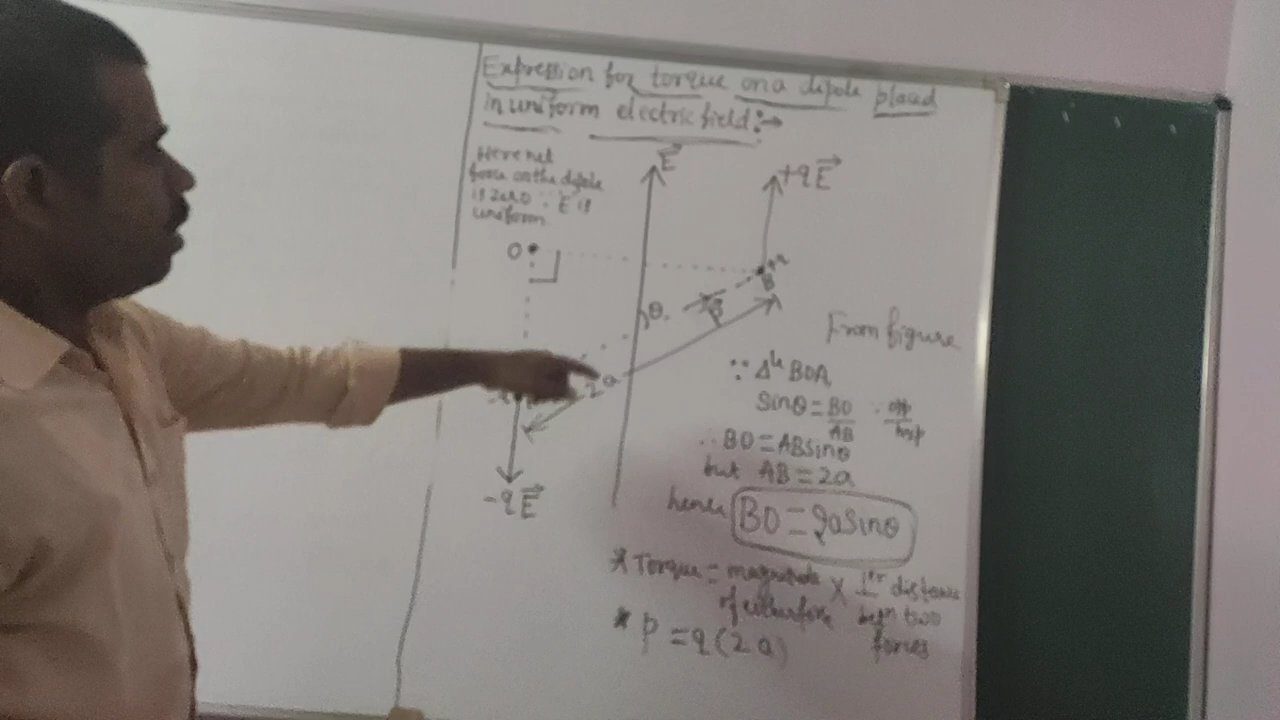 Expression for torque on a dipole placed
in uniform electric field:→
Here net
force on the dipole
is zero ∵ E is
uniform
E⃗
+qE⃗
O
B
θ
p⃗
2a
-qE⃗
From figure
∵ Δle BOA
Sinθ = BO/AB ∵ opp/hyp
∴ BO = ABsinθ
but AB = 2a
hence BO = 2aSinθ
* Torque = magnitude of either force × ⊥er distance betn two forces
* p = q(2a)